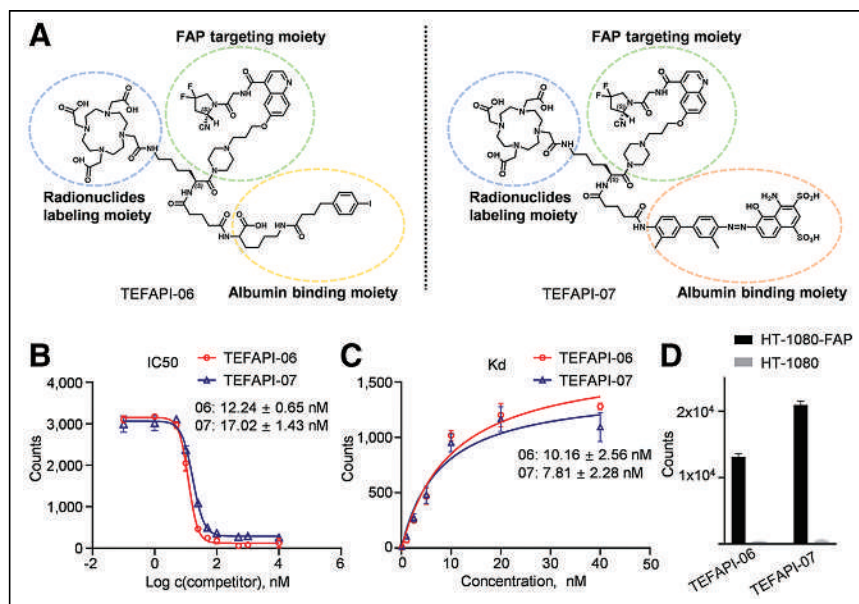 A
FAP targeting moiety
FAP targeting moiety
Radionuclides
labeling moiety
Radionuclides
labeling moiety
TEFAPI-06
Albumin binding moiety
TEFAPI-07
Albumin binding moiety
B
IC50
TEFAPI-06
TEFAPI-07
06: 12.24 ± 0.65 nM
07: 17.02 ± 1.43 nM
Counts
4,000
3,000
2,000
1,000
0
-2
0
2
4
6
Log c(competitor), nM
C
Kd
TEFAPI-06
TEFAPI-07
06: 10.16 ± 2.56 nM
07: 7.81 ± 2.28 nM
Counts
1,500
1,000
500
0
0
10
20
30
40
50
Concentration, nM
D
HT-1080-FAP
HT-1080
Counts
2×10⁴
1×10⁴
TEFAPI-06
TEFAPI-07